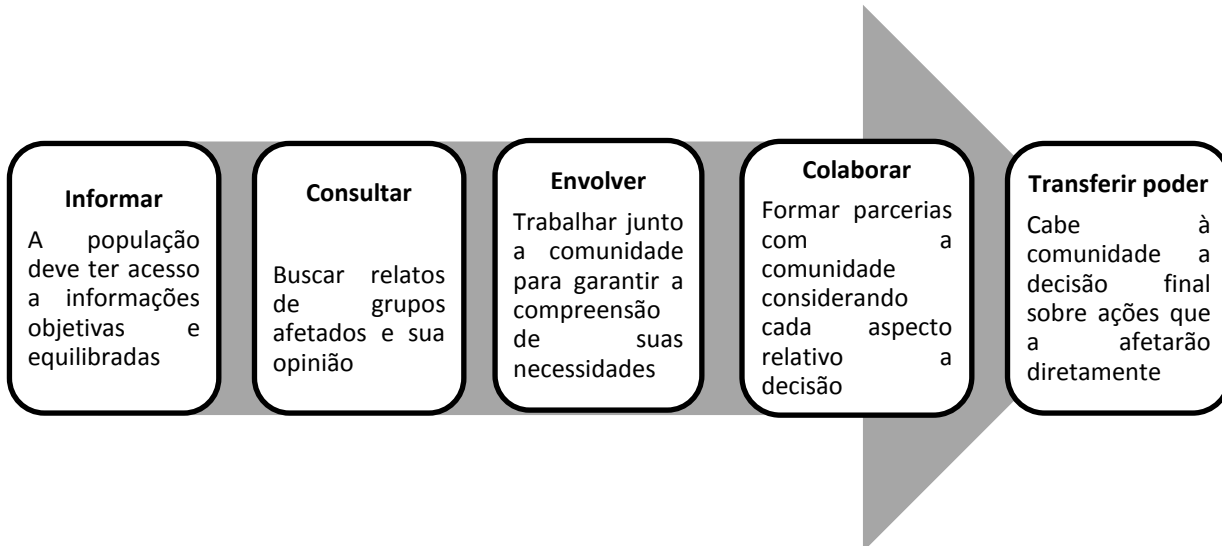 Informar
A população
deve ter acesso
a informações
objetivas e
equilibradas
Consultar
Buscar relatos
de grupos
afetados e sua
opinião
Envolver
Trabalhar junto
a comunidade
para garantir a
compreensão
de suas
necessidades
Colaborar
Formar parcerias
com a
comunidade
considerando
cada aspecto
relativo a
decisão
Transferir poder
Cabe à
comunidade a
decisão final
sobre ações que
a afetarão
diretamente